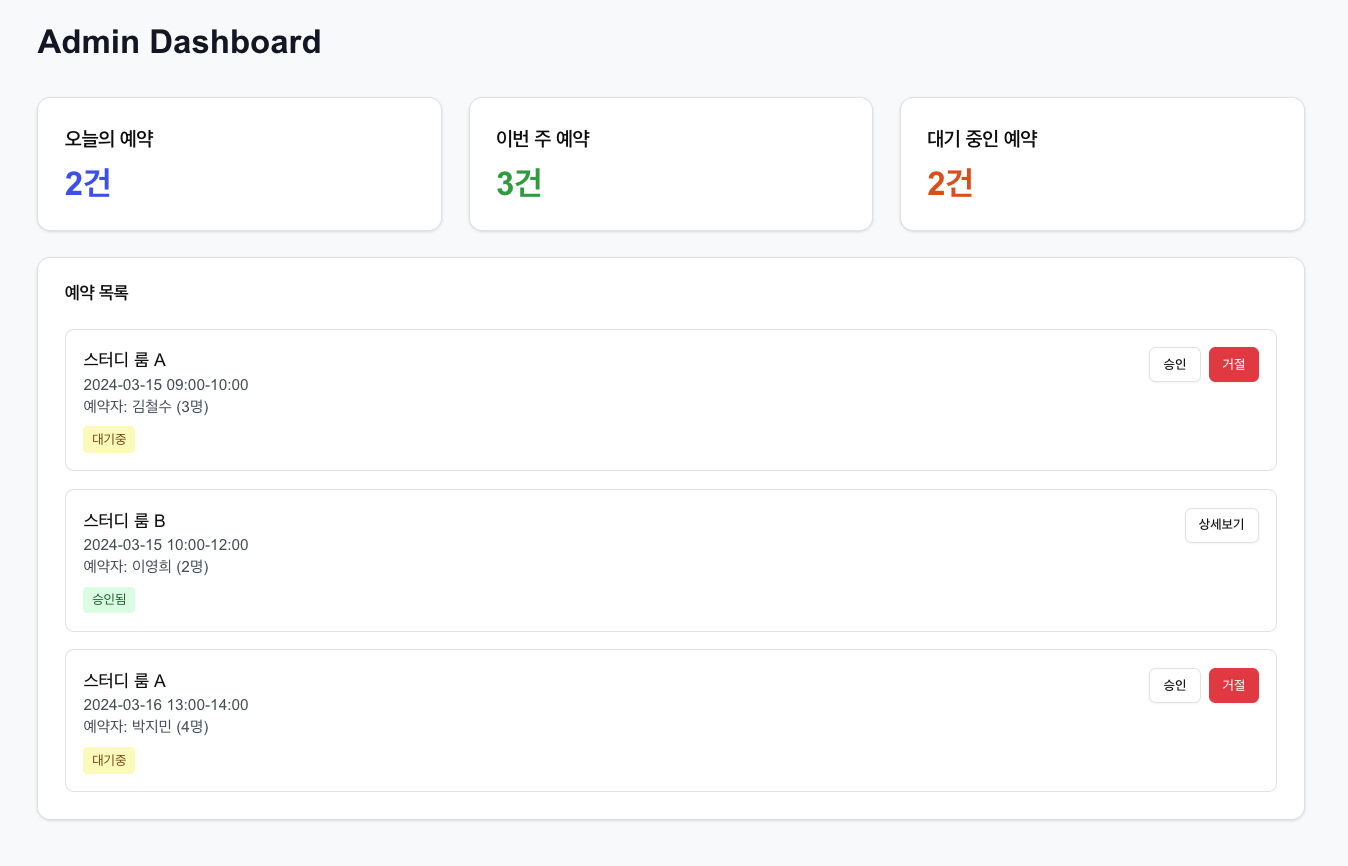 Admin Dashboard
오늘의 예약
2건
이번 주 예약
3건
대기 중인 예약
2건
예약 목록
스터디 룸 A
2024-03-15 09:00-10:00
예약자: 김철수 (3명)
대기중
승인
거절
스터디 룸 B
2024-03-15 10:00-12:00
예약자: 이영희 (2명)
승인됨
상세보기
스터디 룸 A
2024-03-16 13:00-14:00
예약자: 박지민 (4명)
대기중
승인
거절